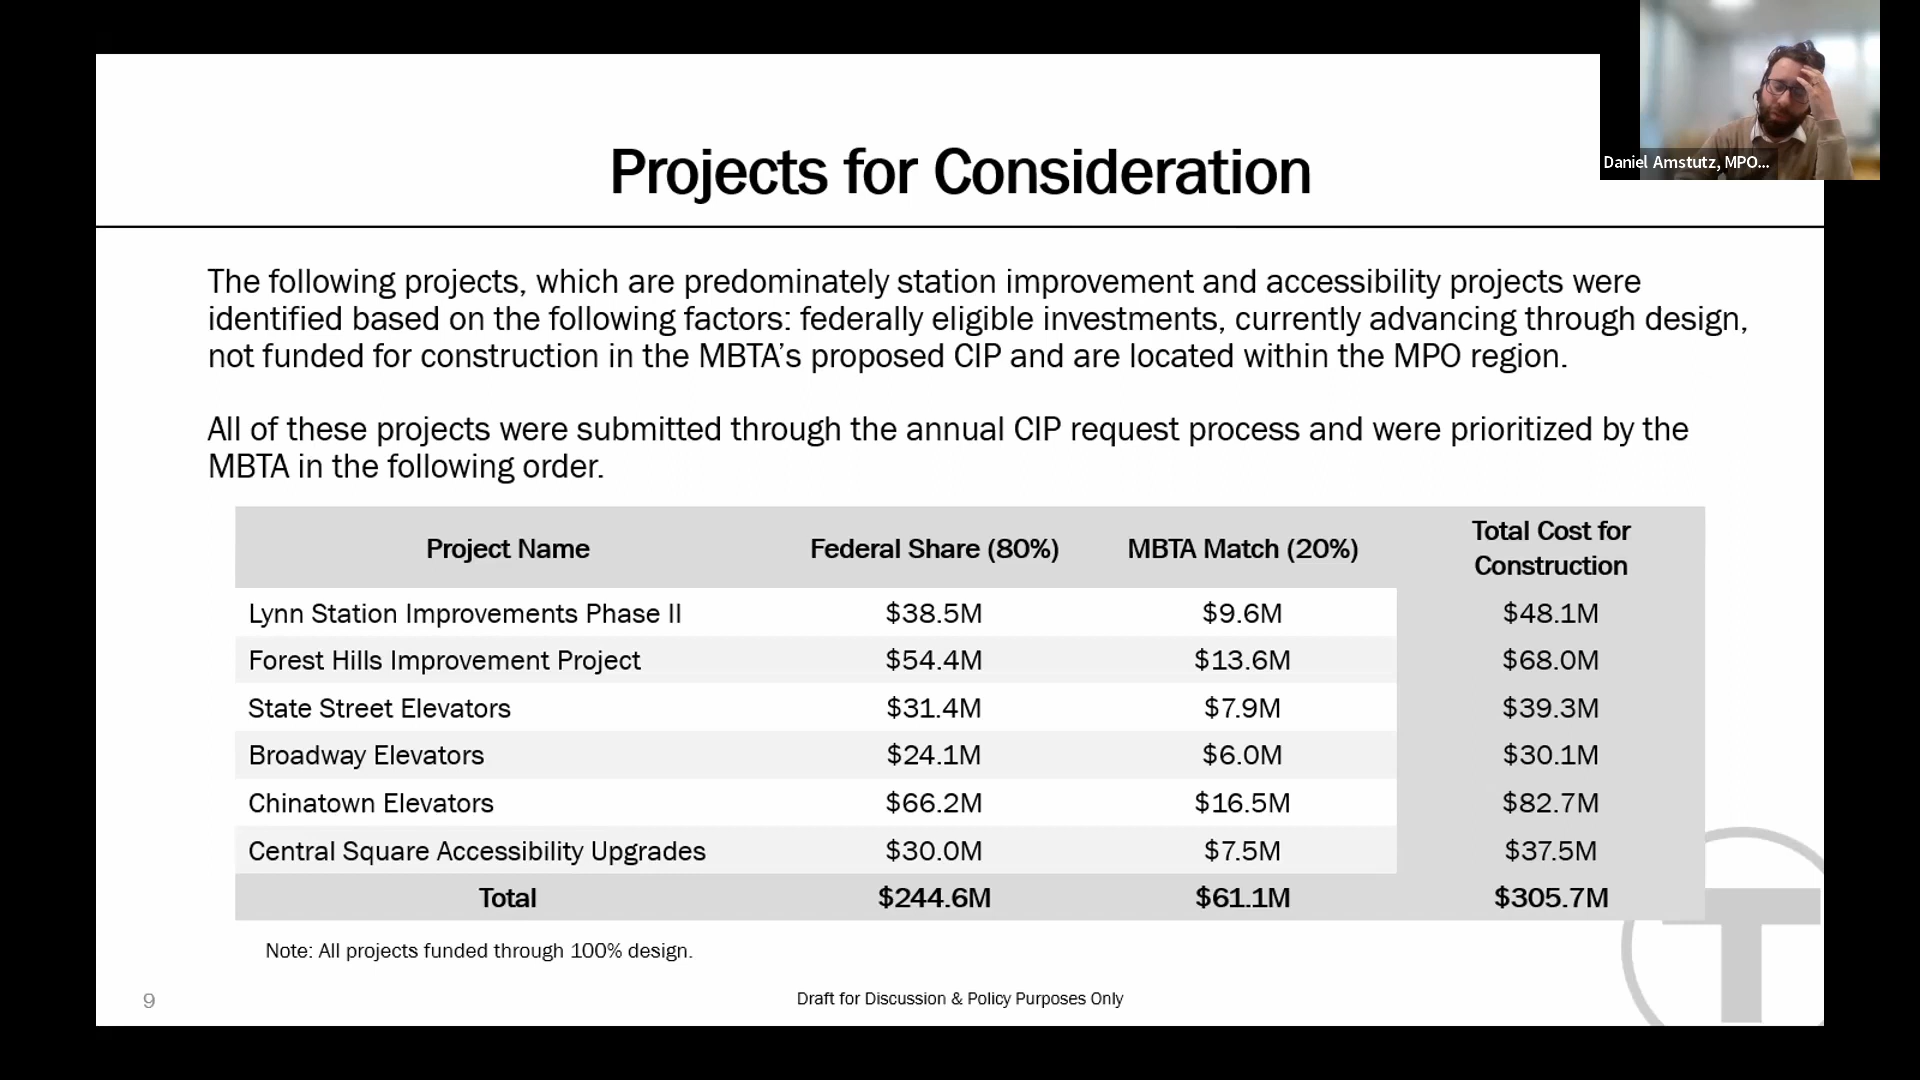 Daniel Amstutz, MPO...
Projects for Consideration
The following projects, which are predominately station improvement and accessibility projects were
identified based on the following factors: federally eligible investments, currently advancing through design,
not funded for construction in the MBTA’s proposed CIP and are located within the MPO region.
All of these projects were submitted through the annual CIP request process and were prioritized by the
MBTA in the following order.
Project Name Federal Share (80%) MBTA Match (20%) Total Cost for
Construction
Lynn Station Improvements Phase II $38.5M $9.6M $48.1M
Forest Hills Improvement Project $54.4M $13.6M $68.0M
State Street Elevators $31.4M $7.9M $39.3M
Broadway Elevators $24.1M $6.0M $30.1M
Chinatown Elevators $66.2M $16.5M $82.7M
Central Square Accessibility Upgrades $30.0M $7.5M $37.5M
Total $244.6M $61.1M $305.7M
Note: All projects funded through 100% design.
9 Draft for Discussion & Policy Purposes Only
T